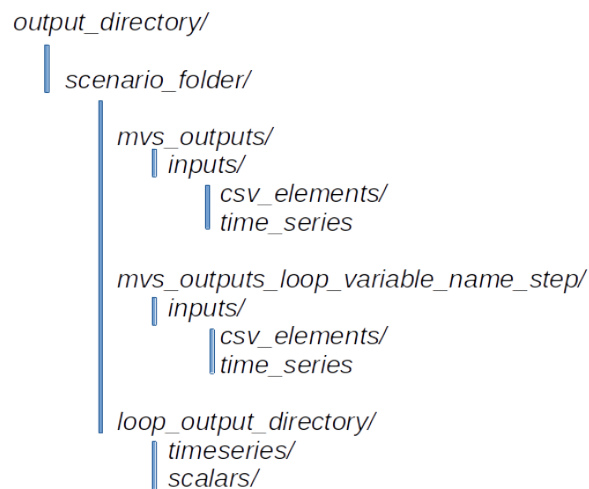 output_directory/
scenario_folder/
mvs_outputs/
inputs/
csv_elements/
time_series
mvs_outputs_loop_variable_name_step/
inputs/
csv_elements/
time_series
loop_output_directory/
timeseries/
scalars/